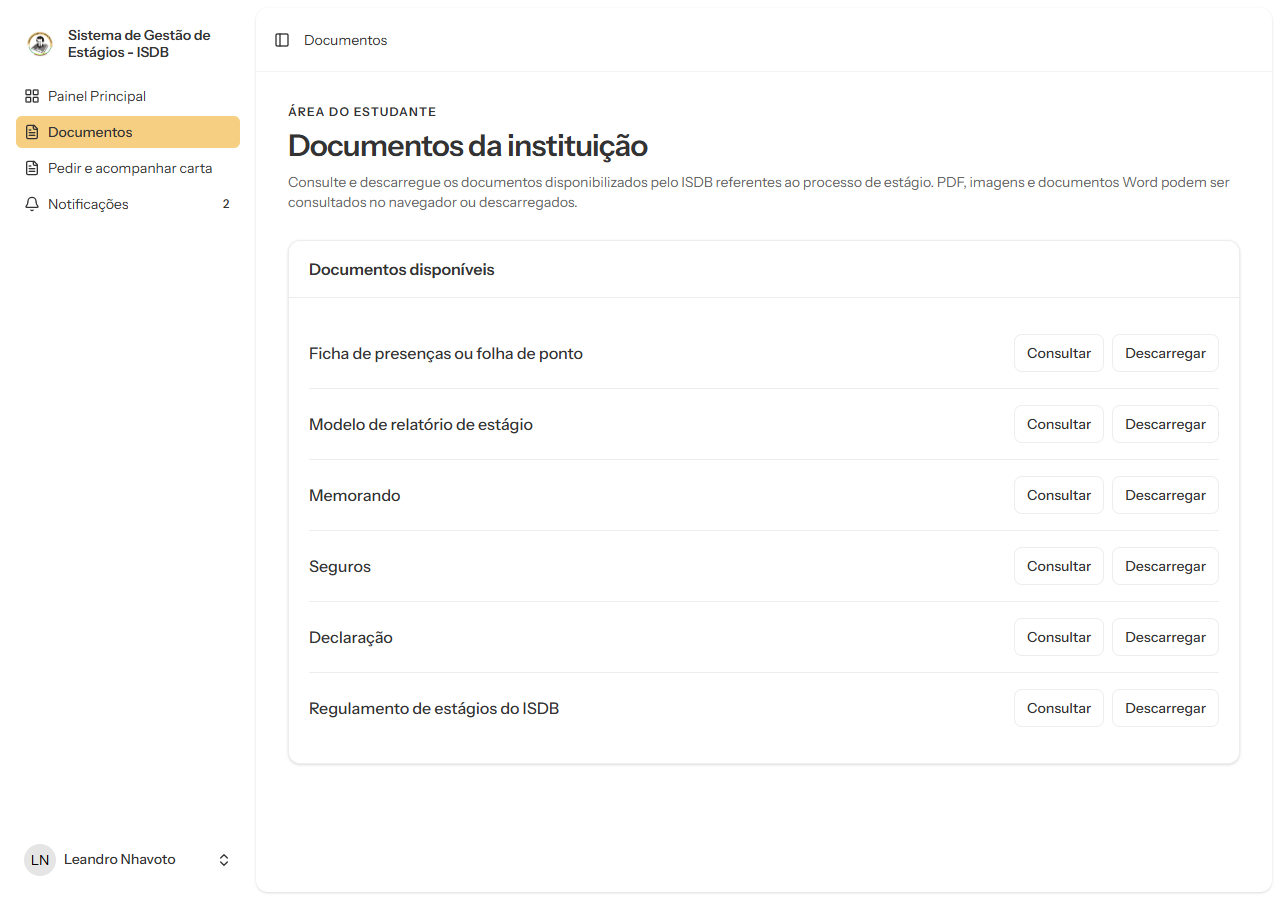 Sistema de Gestão de
Estágios - ISDB
Painel Principal
Documentos
Pedir e acompanhar carta
Notificações 2
Leandro Nhavoto
LN
Documentos
ÁREA DO ESTUDANTE
Documentos da instituição
Consulte e descarregue os documentos disponibilizados pelo ISDB referentes ao processo de estágio. PDF, imagens e documentos Word podem ser
consultados no navegador ou descarregados.
Documentos disponíveis
Ficha de presenças ou folha de ponto Consultar Descarregar
Modelo de relatório de estágio Consultar Descarregar
Memorando Consultar Descarregar
Seguros Consultar Descarregar
Declaração Consultar Descarregar
Regulamento de estágios do ISDB Consultar Descarregar